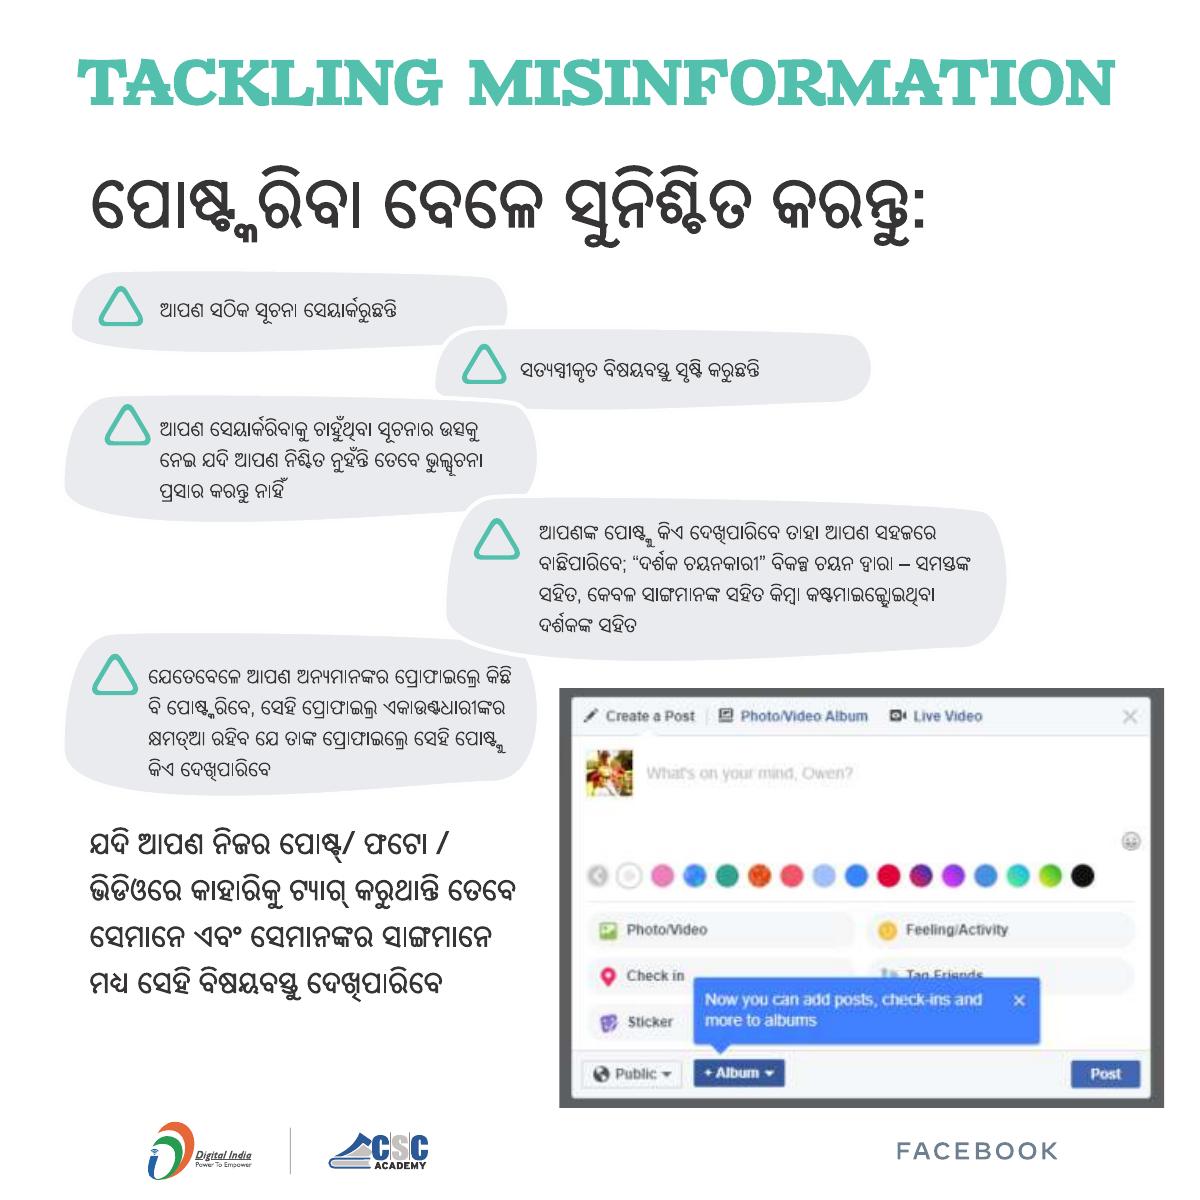 TACKLING MISINFORMATION
ପୋଷ୍ଟ୍କରିବା ବେଳେ ସୁନିଶ୍ଚିତ କରନ୍ତୁ:
ଆପଣ ସଠିକ ସୂଚନା ସେୟାର୍କରୁଛନ୍ତି
ସତ୍ୟସ୍ୱୀକୃତ ବିଷୟବସ୍ତୁ ସୃଷ୍ଟି କରୁଛନ୍ତି
ଆପଣ ସେୟାର୍କରିବାକୁ ଚାହୁଁଥିବା ସୂଚନାର ଉତ୍ସକୁ
ନେଇ ଯଦି ଆପଣ ନିଶ୍ଚିତ ନୁହଁନ୍ତି ତେବେ ଭୁଲ୍ସୂଚନା
ପ୍ରସାର କରନ୍ତୁ ନାହିଁ
ଆପଣଙ୍କ ପୋଷ୍ଟ୍କୁ କିଏ ଦେଖିପାରିବେ ତାହା ଆପଣ ସହଜରେ
ବାଛିପାରିବେ; “ଦର୍ଶକ ଚୟନକାରୀ” ବିକଳ୍ପ ଚୟନ ଦ୍ୱାରା – ସମସ୍ତଙ୍କ
ସହିତ, କେବଳ ସାଙ୍ଗମାନଙ୍କ ସହିତ କିମ୍ବା କଷ୍ଟମାଇଜ୍ହୋଇଥିବା
ଦର୍ଶକଙ୍କ ସହିତ
ଯେତେବେଳେ ଆପଣ ଅନ୍ୟମାନଙ୍କର ପ୍ରୋଫାଇଲ୍ରେ କିଛି
ବି ପୋଷ୍ଟ୍କରିବେ, ସେହି ପ୍ରୋଫାଇଲ୍ର ଏକାଉଣ୍ଟଧାରୀଙ୍କର
କ୍ଷମତ୍ଆ ରହିବ ଯେ ତାଙ୍କ ପ୍ରୋଫାଇଲ୍ରେ ସେହି ପୋଷ୍ଟ୍କୁ
କିଏ ଦେଖିପାରିବେ
ଯଦି ଆପଣ ନିଜର ପୋଷ୍ଟ୍/ ଫଟୋ /
ଭିଡିଓରେ କାହାରିକୁ ଟ୍ୟାଗ୍ କରୁଥାନ୍ତି ତେବେ
ସେମାନେ ଏବଂ ସେମାନଙ୍କର ସାଙ୍ଗମାନେ
ମଧ୍ୟ ସେହି ବିଷୟବସ୍ତୁ ଦେଖିପାରିବେ
Create a Post Photo/Video Album Live Video
What's on your mind, Owen?
Photo/Video Feeling/Activity
Check in Tag Friends
Now you can add posts, check-ins and
more to albums
Sticker
Public + Album Post
Digital India
Power To Empower
CSC
ACADEMY
FACEBOOK